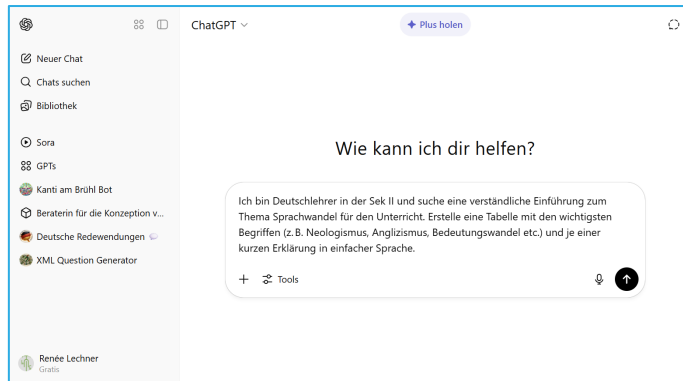 ChatGPT
Plus holen
Neuer Chat
Chats suchen
Bibliothek
Sora
GPTs
Kanti am Brühl Bot
Beraterin für die Konzeption v...
Deutsche Redewendungen
XML Question Generator
Renée Lechner
Gratis
Wie kann ich dir helfen?
Ich bin Deutschlehrer in der Sek II und suche eine verständliche Einführung zum
Thema Sprachwandel für den Unterricht. Erstelle eine Tabelle mit den wichtigsten
Begriffen (z. B. Neologismus, Anglizismus, Bedeutungswandel etc.) und je einer
kurzen Erklärung in einfacher Sprache.
Tools